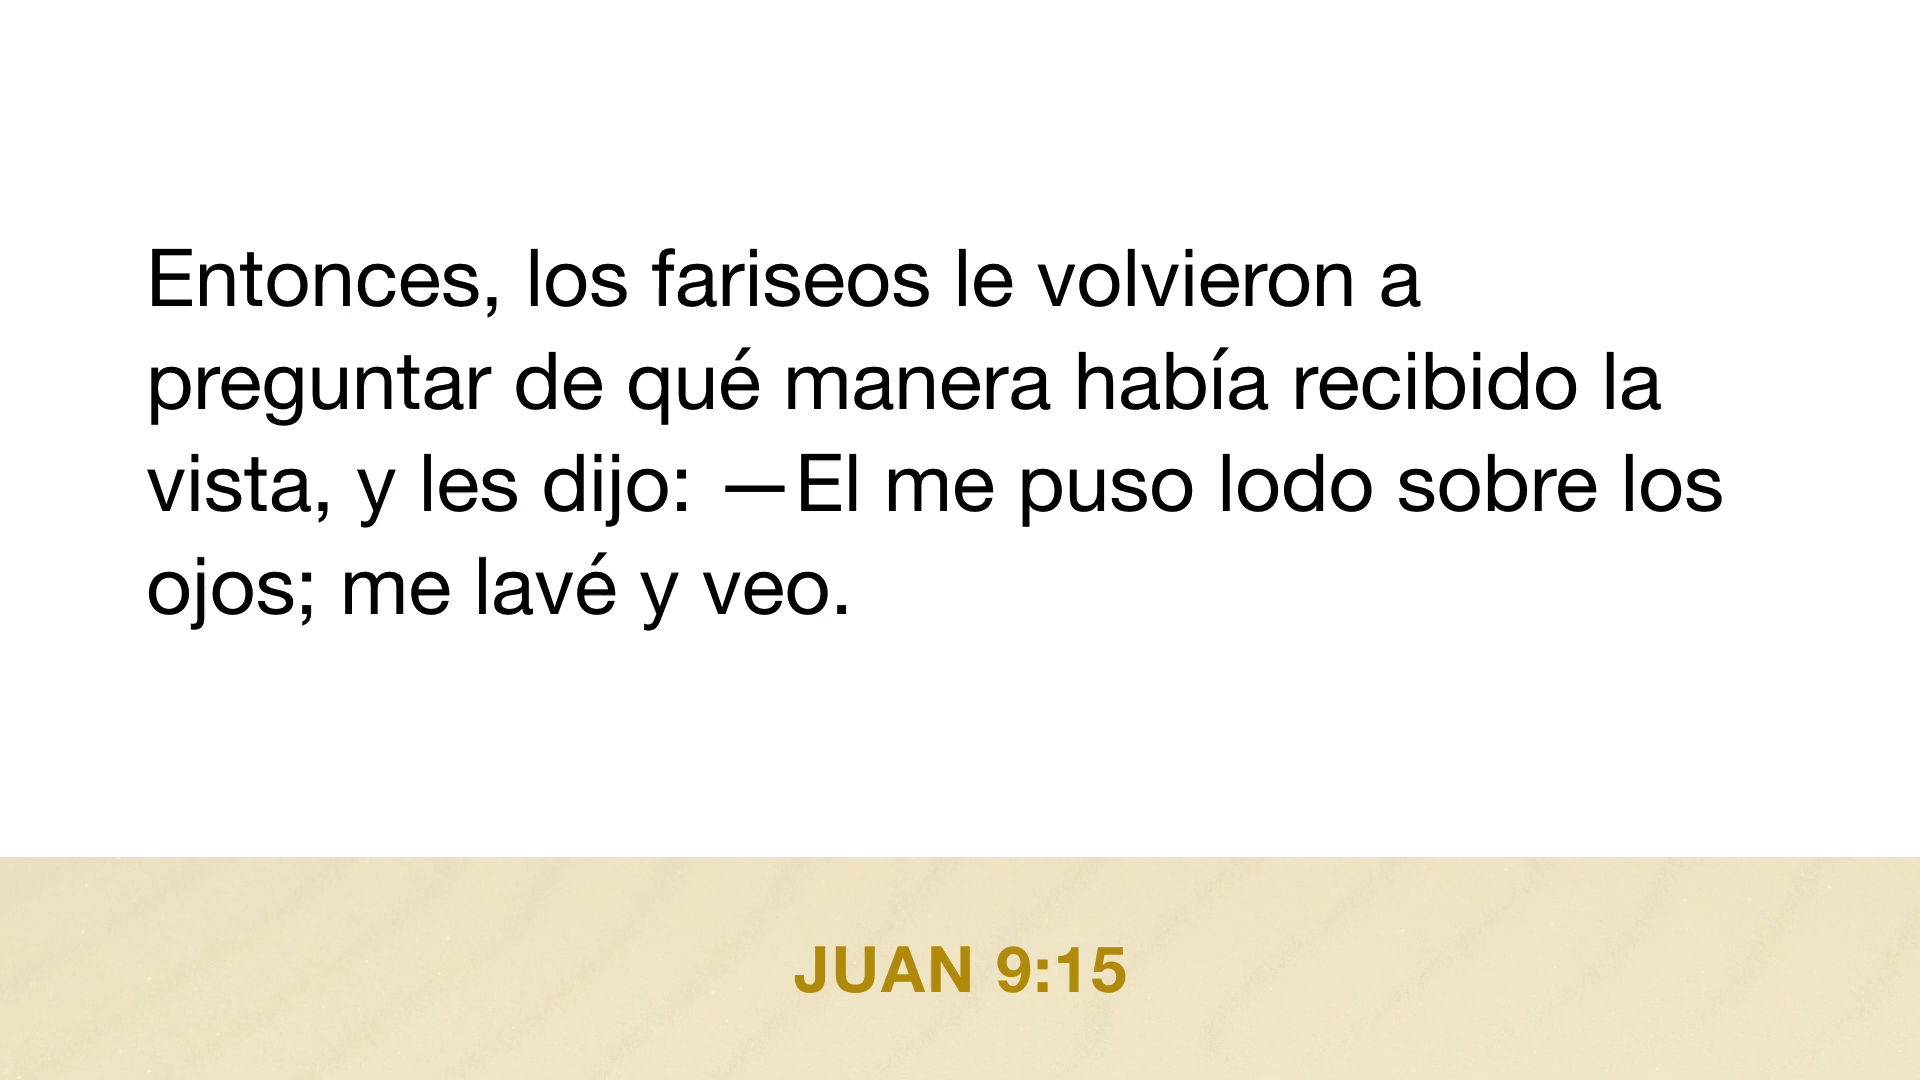 Entonces, los fariseos le volvieron a
preguntar de qué manera había recibido la
vista, y les dijo: —El me puso lodo sobre los
ojos; me lavé y veo.
JUAN 9:15